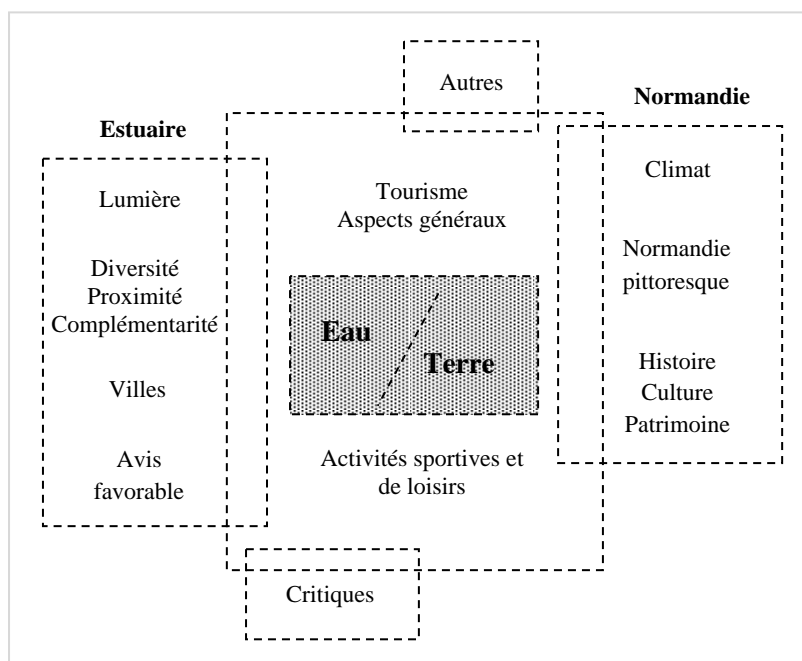 Autres
Normandie
Estuaire
Lumière
Diversité
Proximité
Complémentarité
Villes
Avis
favorable
Tourisme
Aspects généraux
Eau
Terre
Activités sportives et
de loisirs
Climat
Normandie
pittoresque
Histoire
Culture
Patrimoine
Critiques